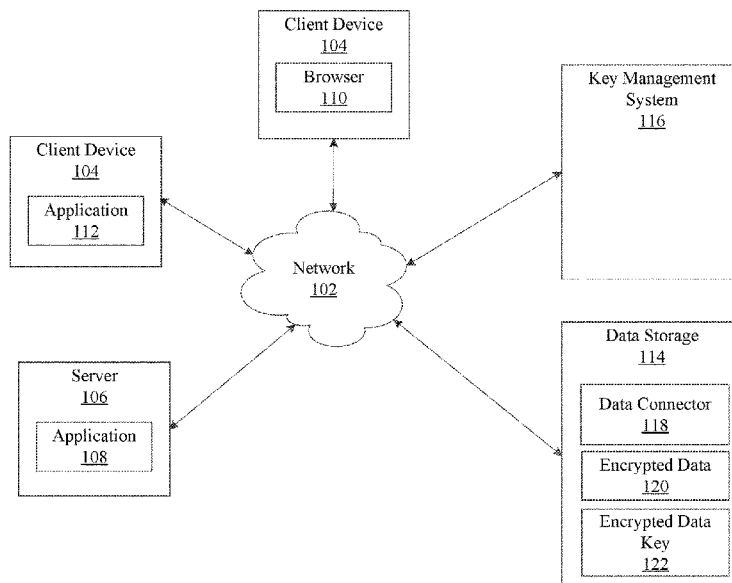 Client Device
104
Browser
110
Key Management
System
116
Client Device
104
Application
112
Network
102
Data Storage
114
Data Connector
118
Encrypted Data
120
Encrypted Data
Key
122
Server
106
Application
108